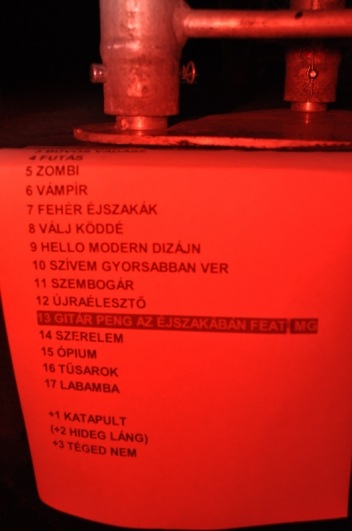 4 FUTÁS
5 ZOMBI
6 VÁMPÍR
7 FEHÉR ÉJSZAKÁK
8 VÁLJ KÖDDÉ
9 HELLO MODERN DIZÁJN
10 SZÍVEM GYORSABBAN VER
11 SZEMBOGÁR
12 ÚJRAÉLESZTŐ
13 GITÁR PENG AZ ÉJSZAKÁBAN FEAT. MG
14 SZERELEM
15 ÓPIUM
16 TŰSAROK
17 LABAMBA
+1 KATAPULT
(+2 HIDEG LÁNG)
+3 TÉGED NEM